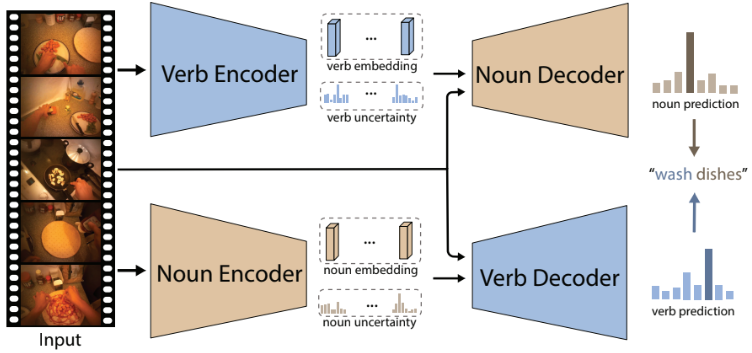 Verb Encoder
verb embedding
verb uncertainty
Noun Decoder
noun prediction
“wash dishes”
Noun Encoder
noun embedding
noun uncertainty
Verb Decoder
verb prediction
Input